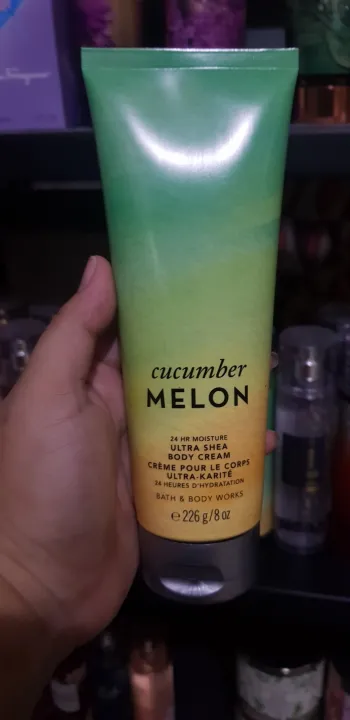 cucumber
MELON
24 HR MOISTURE
ULTRA SHEA
BODY CREAM
CRÈME POUR LE CORPS
ULTRA-KARITÉ
24 HEURES D'HYDRATATION
BATH & BODY WORKS
℮ 226 g/8 oz